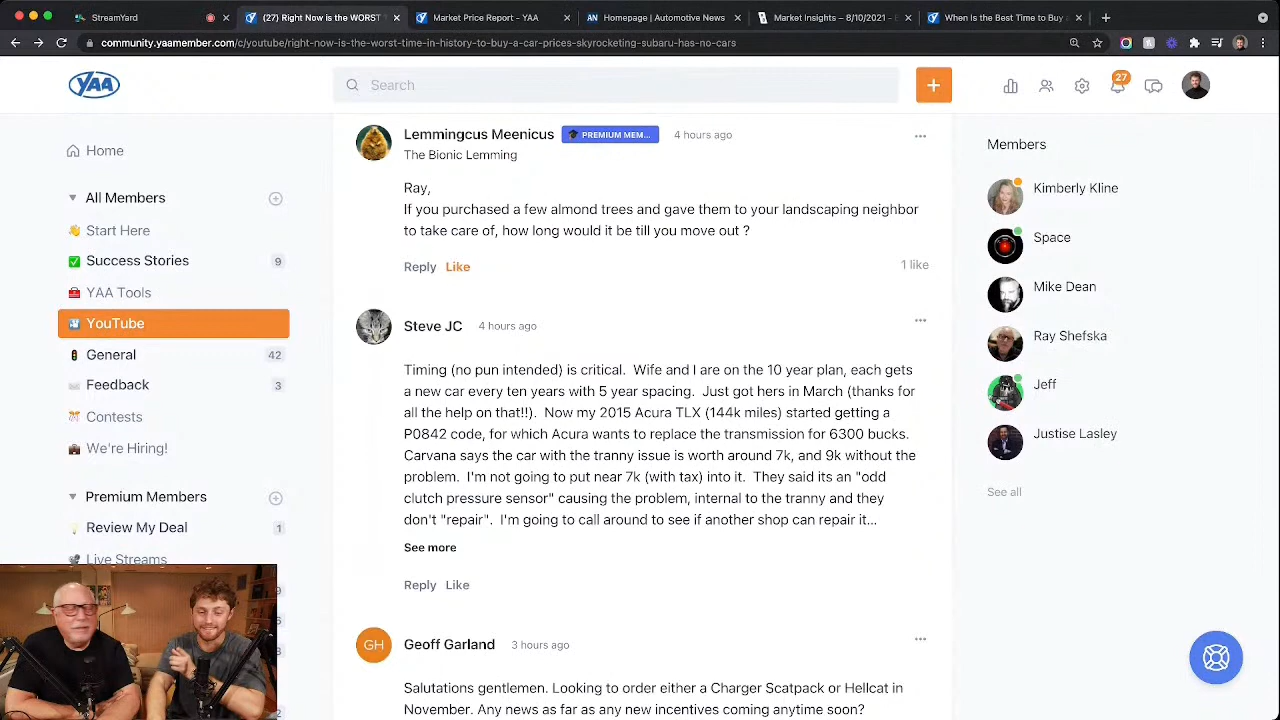 StreamYard
(27) Right Now is the WORST
Market Price Report - YAA
Homepage | Automotive News
Market Insights – 8/10/2021 -
When Is the Best Time to Buy
community.yaamember.com/c/youtube/right-now-is-the-worst-time-in-history-to-buy-a-car-prices-skyrocketing-subaru-has-no-cars
YAA
Search
27
Home
All Members
Start Here
Success Stories 9
YAA Tools
YouTube
General 42
Feedback 3
Contests
We're Hiring!
Premium Members
Review My Deal 1
Live Streams
Lemmingcus Meenicus PREMIUM MEM... 4 hours ago
The Bionic Lemming
Ray,
If you purchased a few almond trees and gave them to your landscaping neighbor
to take care of, how long would it be till you move out ?
Reply Like 1 like
Steve JC 4 hours ago
Timing (no pun intended) is critical. Wife and I are on the 10 year plan, each gets
a new car every ten years with 5 year spacing. Just got hers in March (thanks for
all the help on that!!). Now my 2015 Acura TLX (144k miles) started getting a
P0842 code, for which Acura wants to replace the transmission for 6300 bucks.
Carvana says the car with the tranny issue is worth around 7k, and 9k without the
problem. I'm not going to put near 7k (with tax) into it. They said its an "odd
clutch pressure sensor" causing the problem, internal to the tranny and they
don't "repair". I'm going to call around to see if another shop can repair it...
See more
Reply Like
GH Geoff Garland 3 hours ago
Salutations gentlemen. Looking to order either a Charger Scatpack or Hellcat in
November. Any news as far as any new incentives coming anytime soon?
Members
Kimberly Kline
Space
Mike Dean
Ray Shefska
Jeff
Justise Lasley
See all